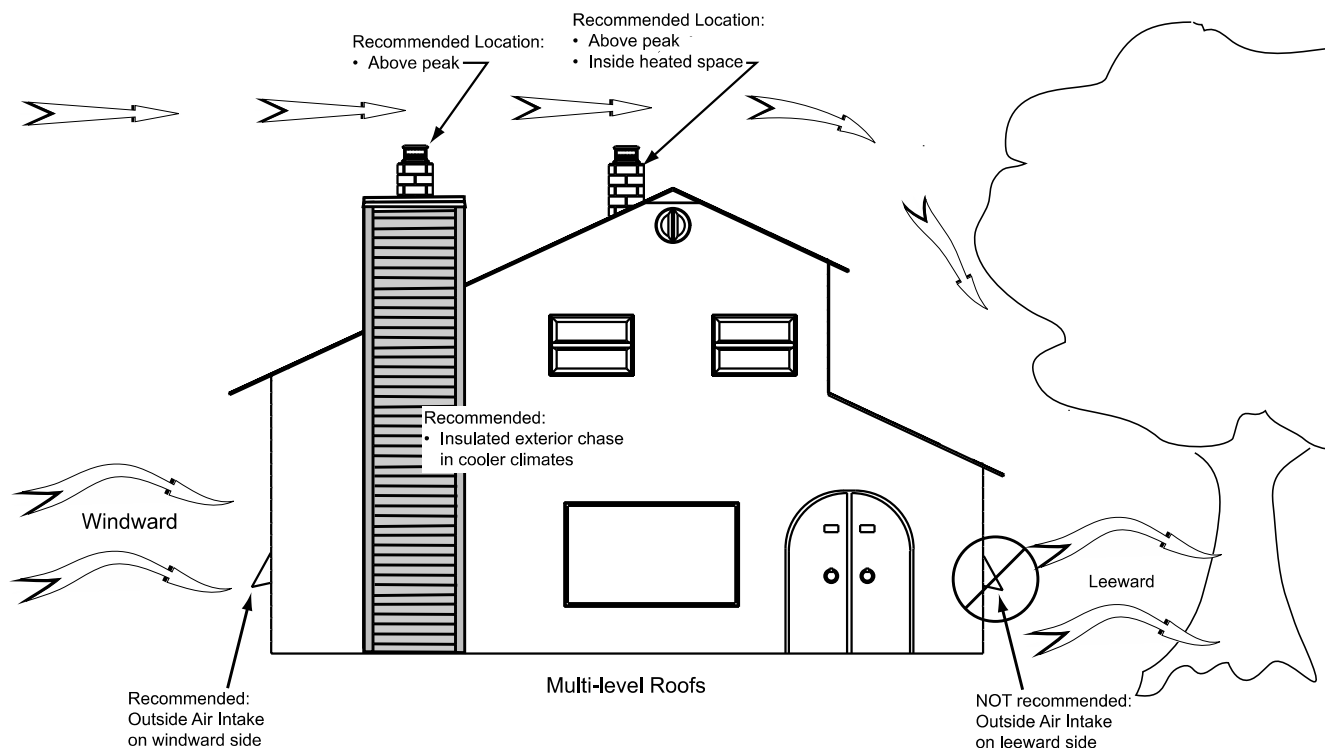 Recommended Location:
• Above peak
Recommended Location:
• Above peak
• Inside heated space
Recommended:
• Insulated exterior chase
in cooler climates
Windward
Leeward
Recommended:
Outside Air Intake
on windward side
Multi-level Roofs
NOT recommended:
Outside Air Intake
on leeward side